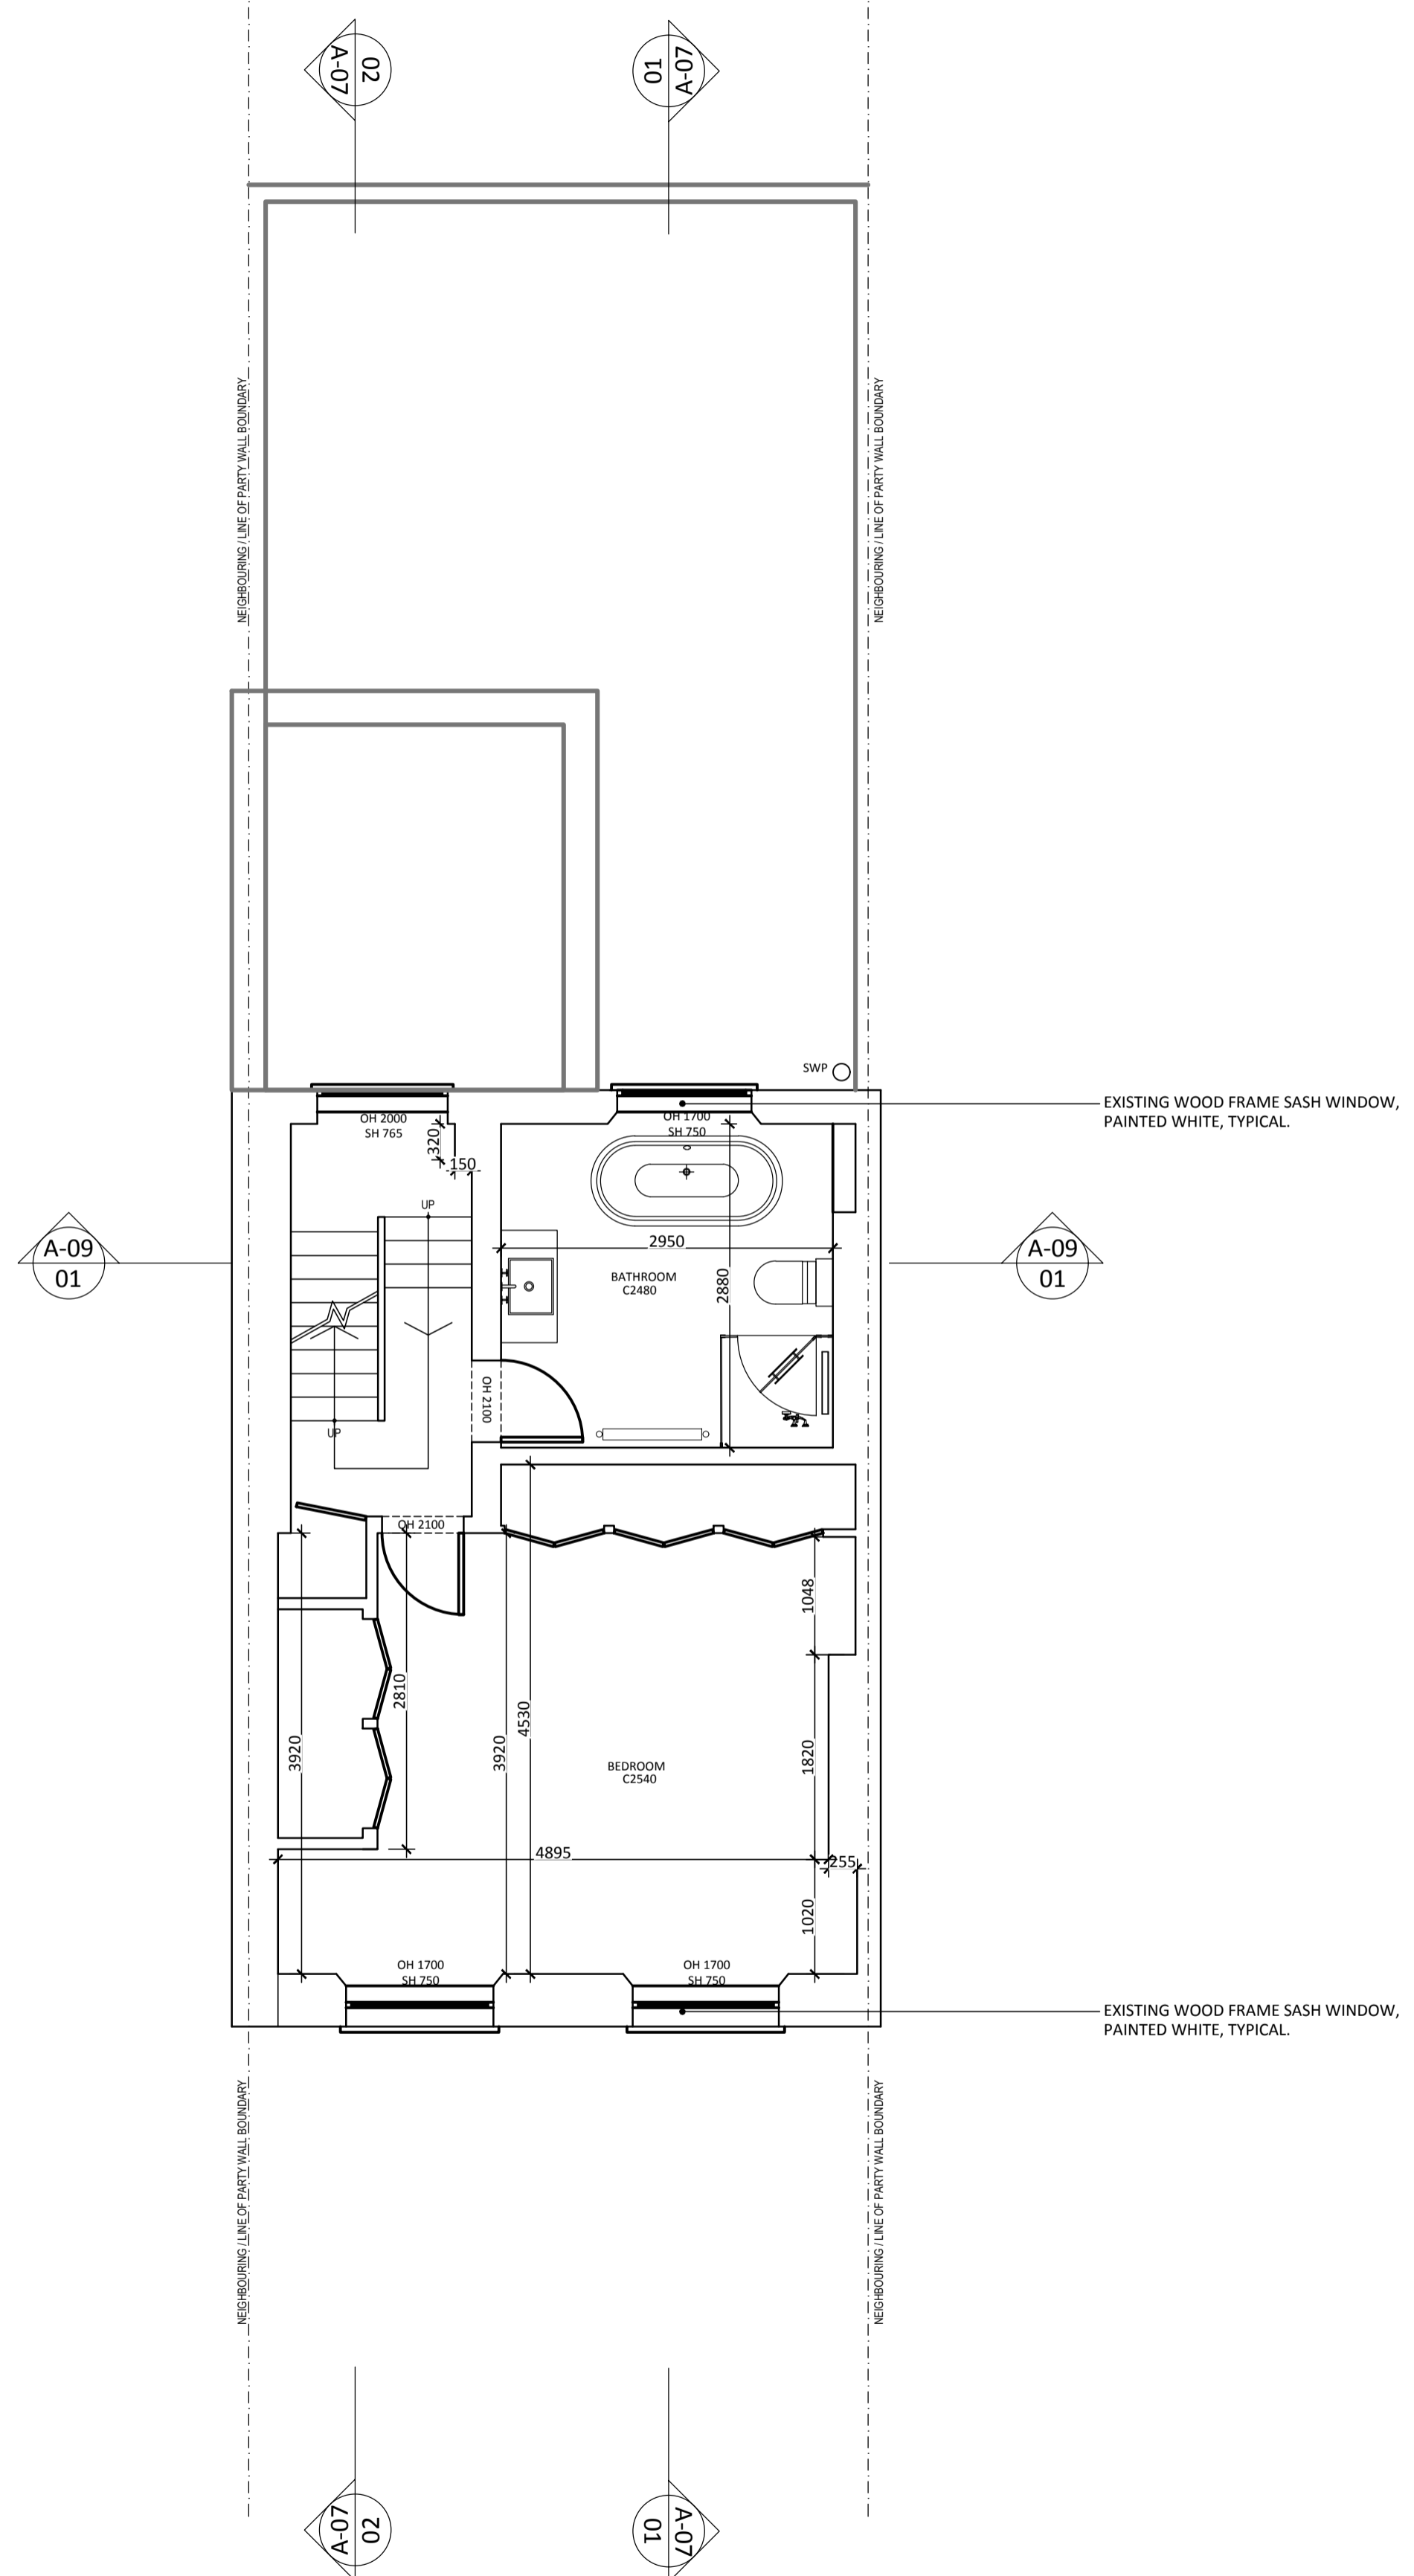 02
A-07
01
A-07
NEIGHBOURING / LINE OF PARTY WALL BOUNDARY
NEIGHBOURING / LINE OF PARTY WALL BOUNDARY
SWP
OH 2000
SH 765
320
150
OH 1700
SH 750
EXISTING WOOD FRAME SASH WINDOW,
PAINTED WHITE, TYPICAL.
UP
2950
A-09
01
BATHROOM
C2480
2880
A-09
01
OH 2100
UP
OH 2100
1048
2810
4530
3920
3920
1820
BEDROOM
C2540
4895
255
1020
OH 1700
SH 750
OH 1700
SH 750
EXISTING WOOD FRAME SASH WINDOW,
PAINTED WHITE, TYPICAL.
NEIGHBOURING / LINE OF PARTY WALL BOUNDARY
NEIGHBOURING / LINE OF PARTY WALL BOUNDARY
A-07
02
01
A-07